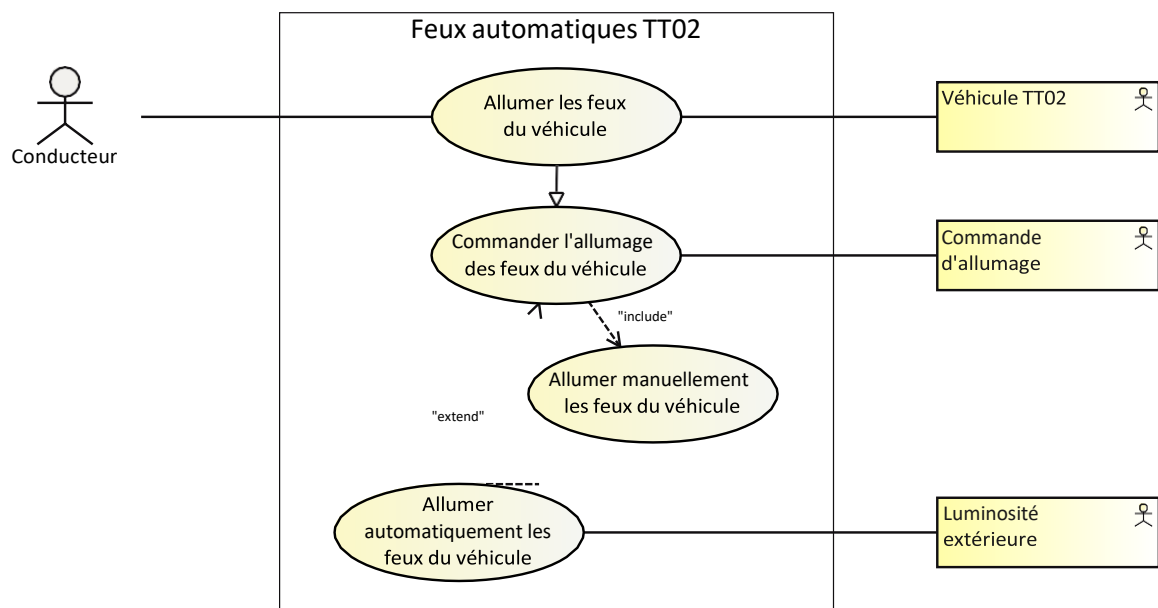 Feux automatiques TT02
Allumer les feux
du véhicule
Véhicule TT02
Conducteur
Commander l'allumage
des feux du véhicule
Commande
d'allumage
"include"
Allumer manuellement
les feux du véhicule
"extend"
Allumer
automatiquement les
feux du véhicule
Luminosité
extérieure